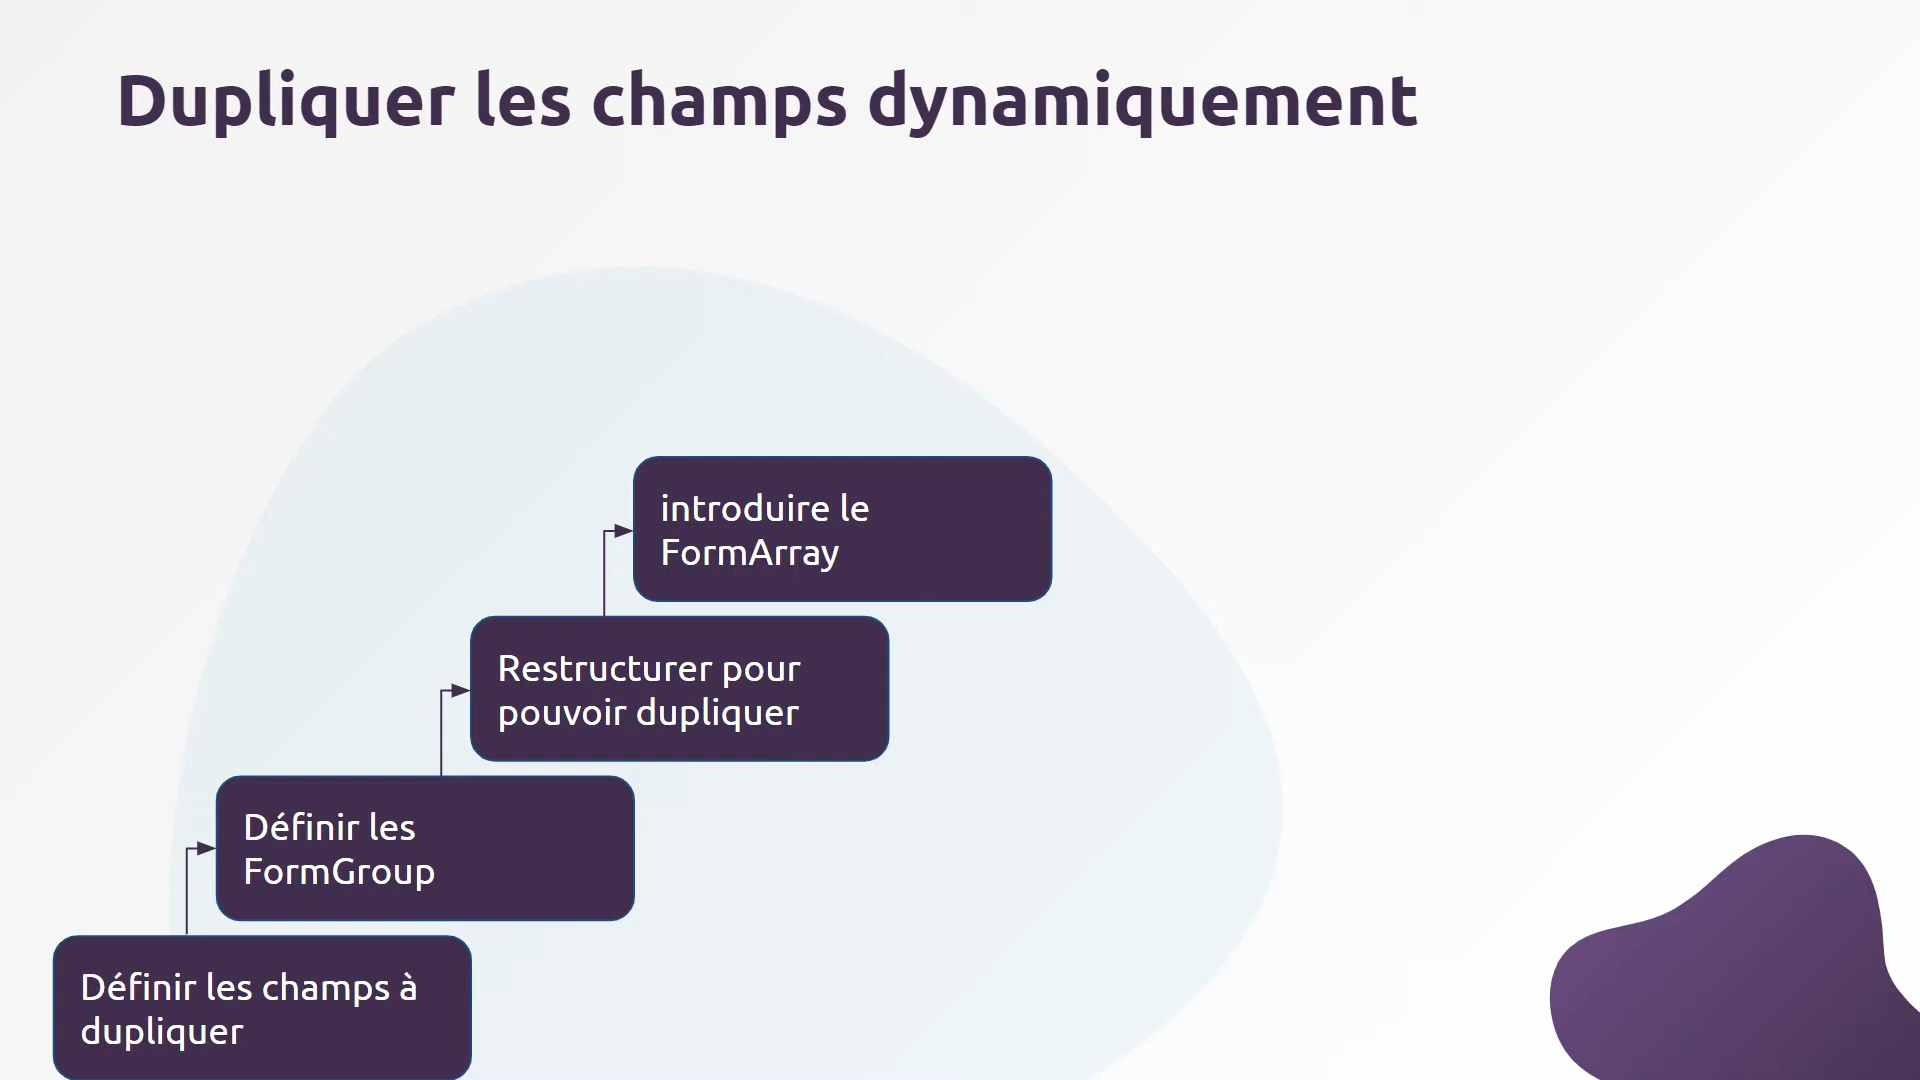 Dupliquer les champs dynamiquement
introduire le
FormArray
Restructurer pour
pouvoir dupliquer
Définir les
FormGroup
Définir les champs à
dupliquer